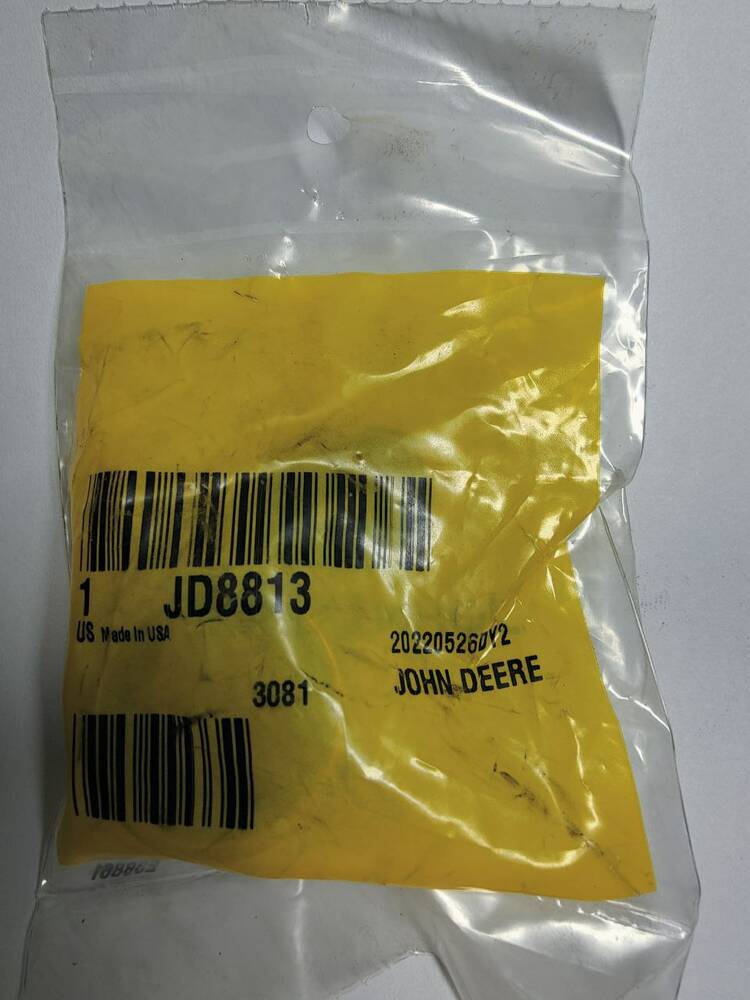 1 JD8813
US Made In USA
20220526DY2
3081 JOHN DEERE